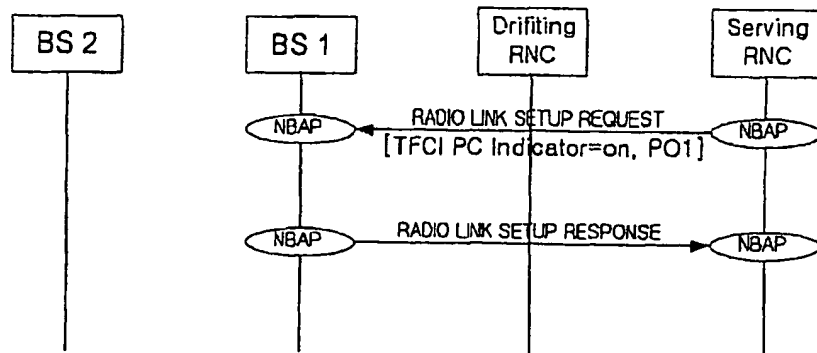 BS 2
BS 1
Drifiting
RNC
Serving
RNC
NBAP
RADIO LINK SETUP REQUEST
NBAP
[TFCI PC Indicator=on, PO1]
NBAP
RADIO LINK SETUP RESPONSE
NBAP